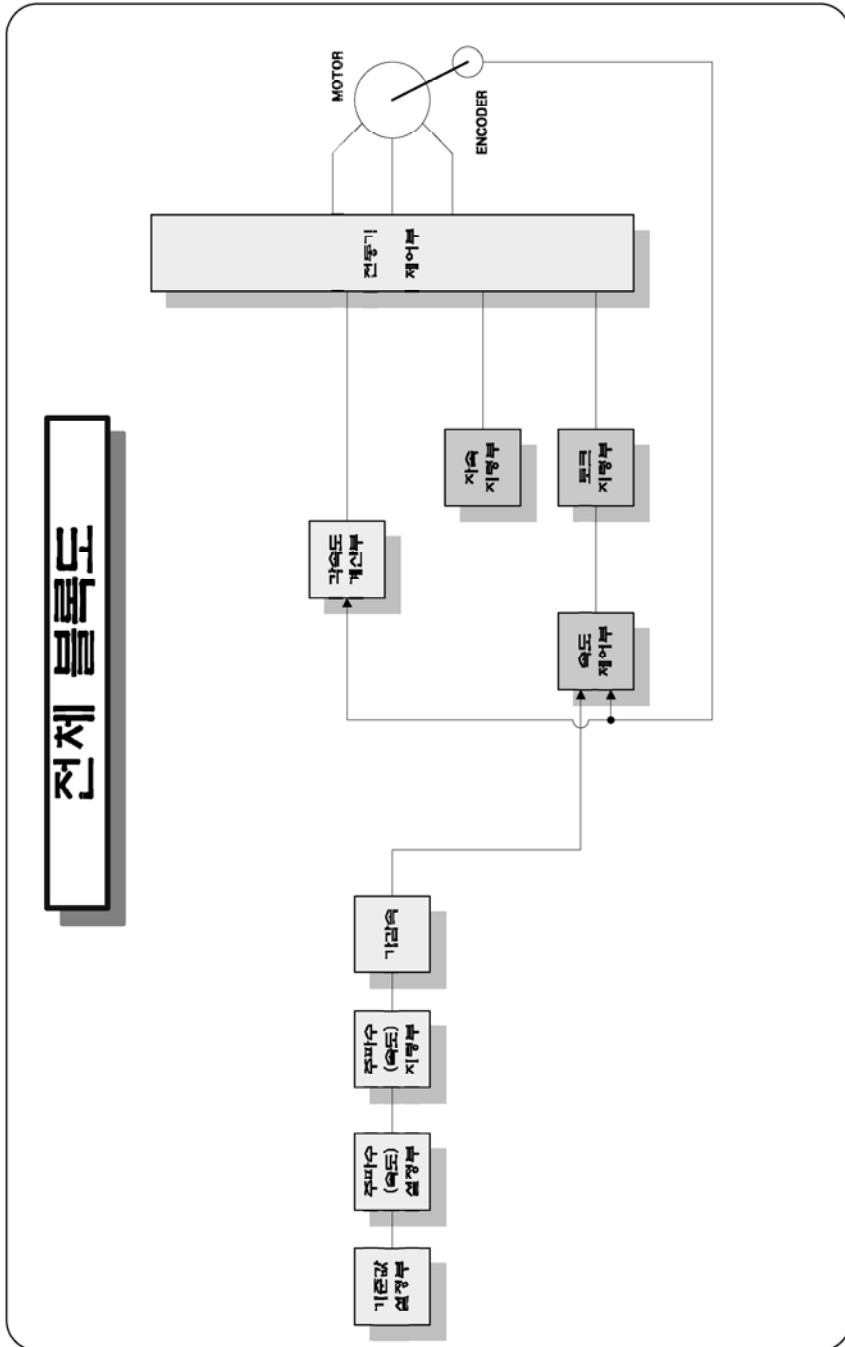 전체 블록도
기준값
설정부
주파수
(속도)
설정부
주파수
(속도)
지령부
가감속
속도
제어부
각속도
계산부
토크
지령부
자속
지령부
전동기
제어부
MOTOR
ENCODER